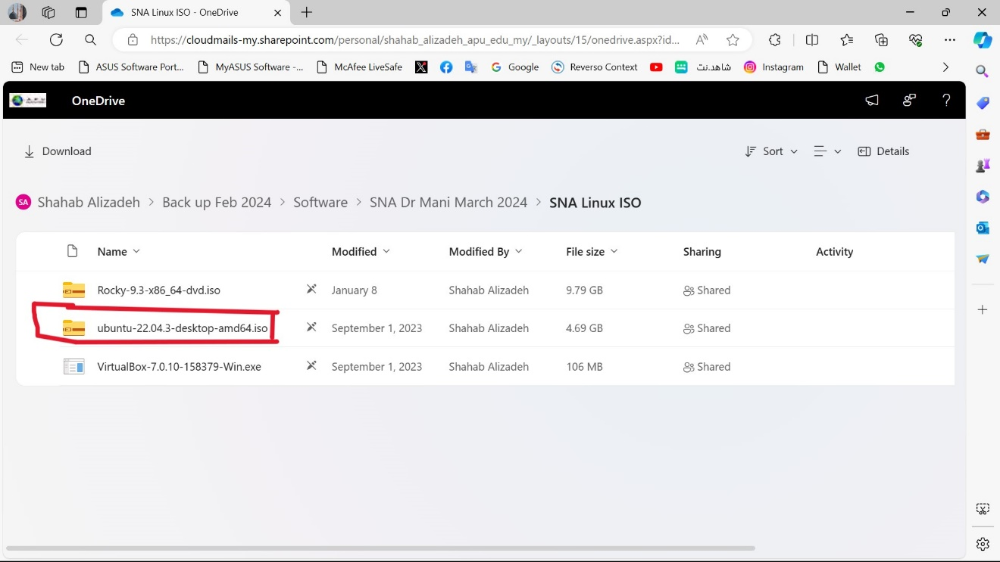 SNA Linux ISO - OneDrive
https://cloudmails-my.sharepoint.com/personal/shahab_alizadeh_apu_edu_my/_layouts/15/onedrive.aspx?id...
New tab ASUS Software Port... MyASUS Software -... McAfee LiveSafe Google Reverso Context شاهد.نت Instagram Wallet
OneDrive
Download Sort Details
SA Shahab Alizadeh > Back up Feb 2024 > Software > SNA Dr Mani March 2024 > SNA Linux ISO
Name Modified Modified By File size Sharing Activity
Rocky-9.3-x86_64-dvd.iso January 8 Shahab Alizadeh 9.79 GB Shared
ubuntu-22.04.3-desktop-amd64.iso September 1, 2023 Shahab Alizadeh 4.69 GB Shared
VirtualBox-7.0.10-158379-Win.exe September 1, 2023 Shahab Alizadeh 106 MB Shared